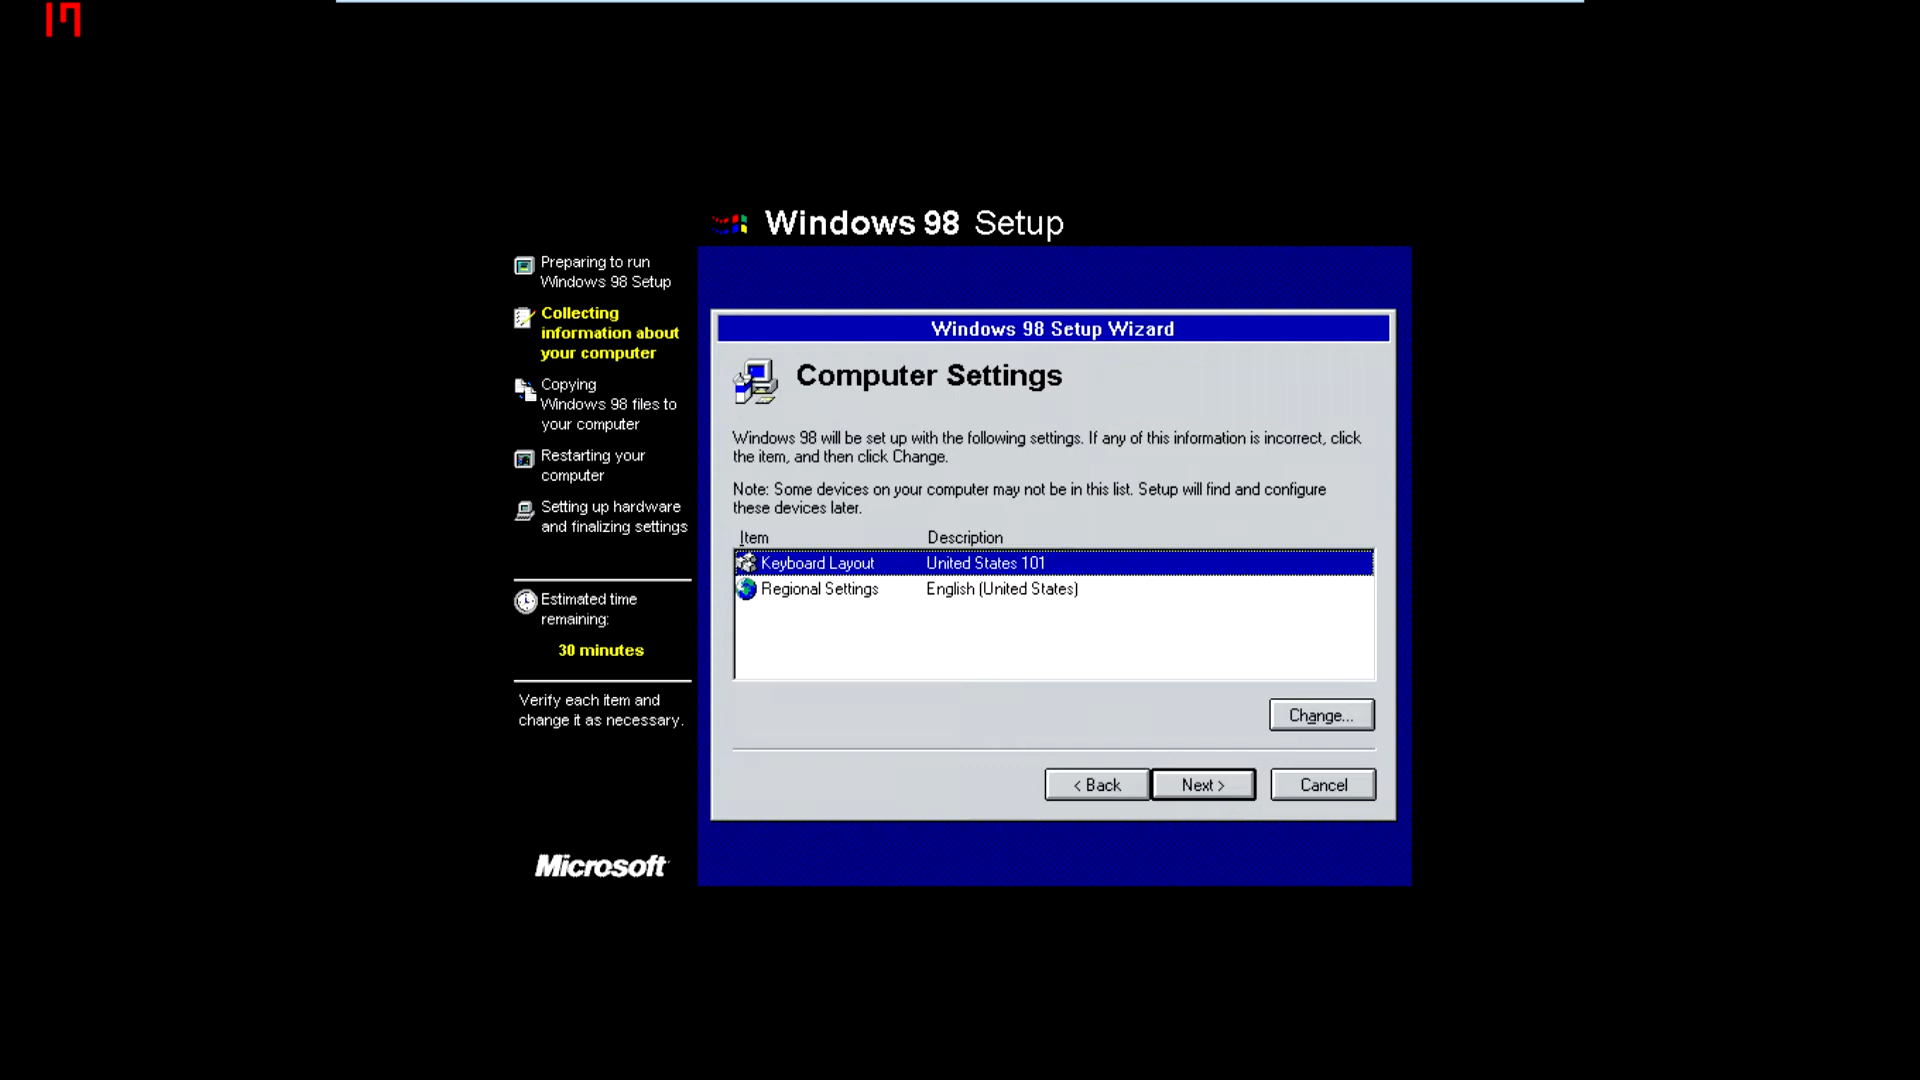 17
Windows 98 Setup
Preparing to run
Windows 98 Setup
Collecting
information about
your computer
Copying
Windows 98 files to
your computer
Restarting your
computer
Setting up hardware
and finalizing settings
Estimated time
remaining:
30 minutes
Verify each item and
change it as necessary.
Microsoft
Windows 98 Setup Wizard
Computer Settings
Windows 98 will be set up with the following settings. If any of this information is incorrect, click
the item, and then click Change.
Note: Some devices on your computer may not be in this list. Setup will find and configure
these devices later.
Item Description
Keyboard Layout United States 101
Regional Settings English (United States)
Change...
< Back Next > Cancel